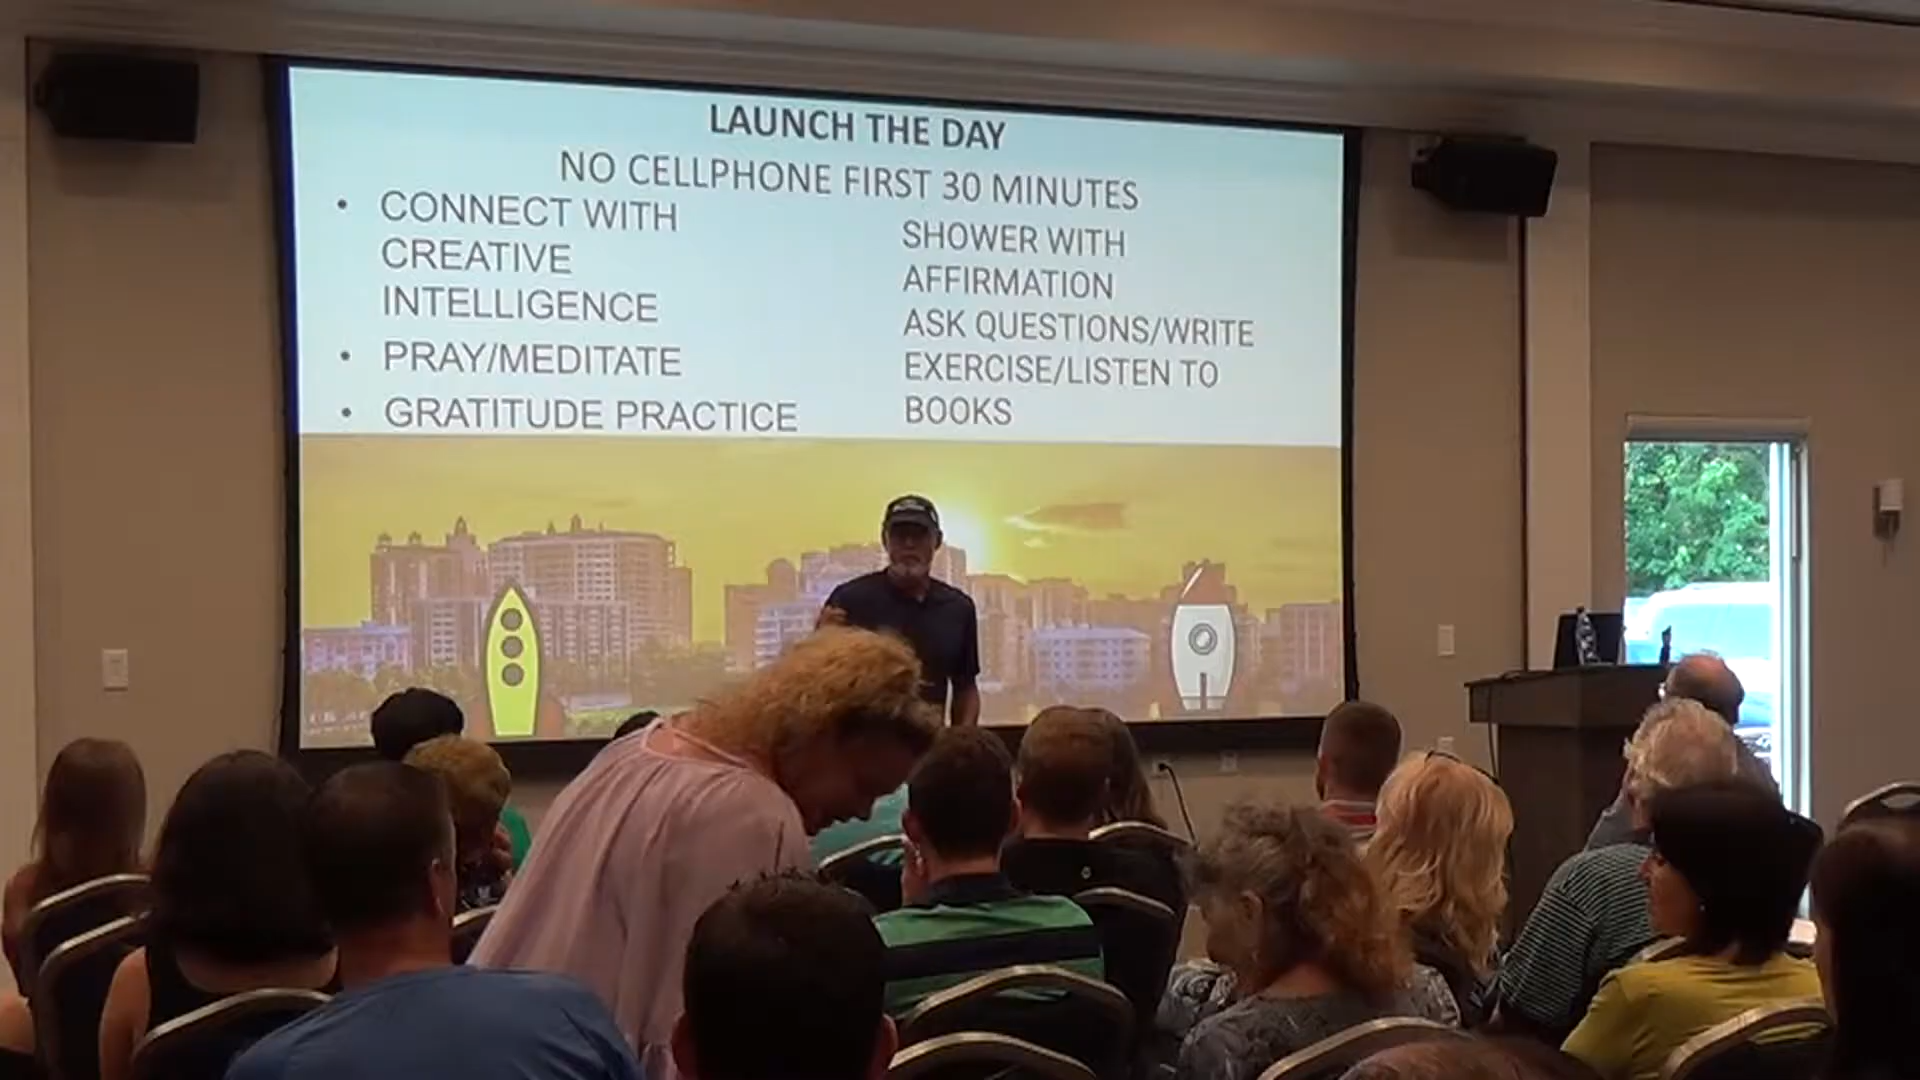 LAUNCH THE DAY
NO CELLPHONE FIRST 30 MINUTES
• CONNECT WITH
CREATIVE
INTELLIGENCE
• PRAY/MEDITATE
• GRATITUDE PRACTICE
SHOWER WITH
AFFIRMATION
ASK QUESTIONS/WRITE
EXERCISE/LISTEN TO
BOOKS